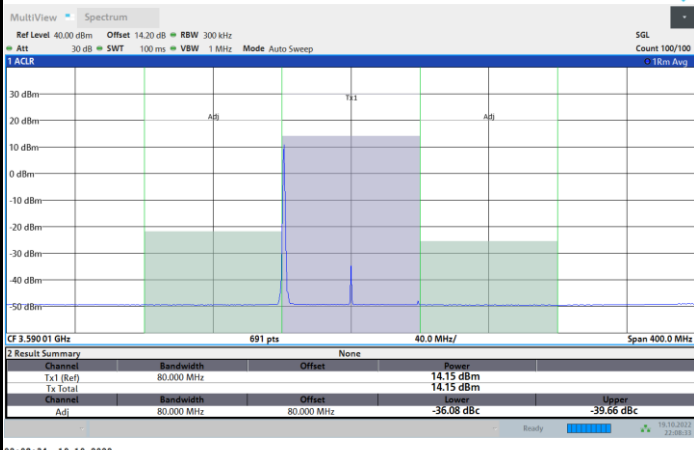 MultiView Spectrum
Ref Level 40.00 dBm Offset 14.20 dB RBW 300 kHz SGL
Att 30 dB SWT 100 ms VBW 1 MHz Mode Auto Sweep Count 100/100
1 ACLR 1Rm Avg
30 dBm
Tx1
20 dBm Adj Adj
10 dBm
0 dBm
-10 dBm
-20 dBm
-30 dBm
-40 dBm
-50 dBm
CF 3.590 01 GHz 691 pts 40.0 MHz/ Span 400.0 MHz
2 Result Summary None
Channel Bandwidth Offset Power
Tx1 (Ref) 80.000 MHz 14.15 dBm
Tx Total 14.15 dBm
Channel Bandwidth Offset Lower Upper
Adj 80.000 MHz 80.000 MHz -36.08 dBc -39.66 dBc
Ready 19.10.2022
22:08:33